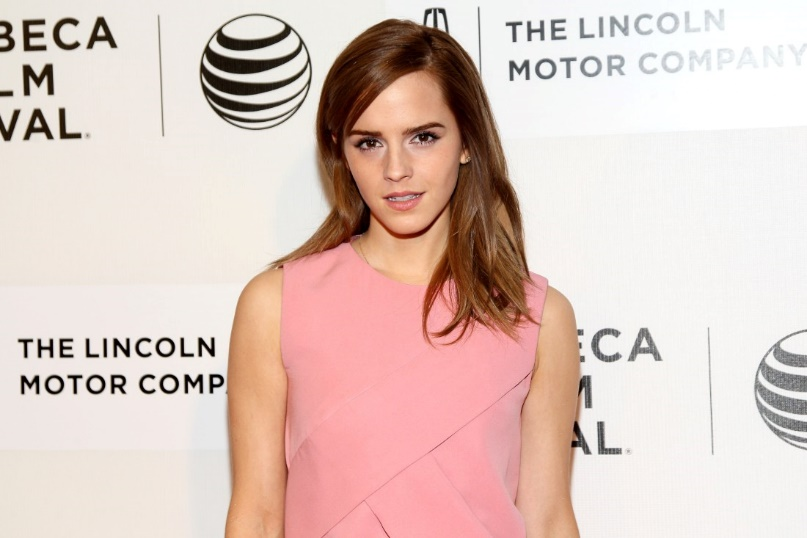 BECA
LM
VAL.
THE LINCOLN
MOTOR COMPANY
THE LINCOLN
MOTOR COMP
ECA
AL.